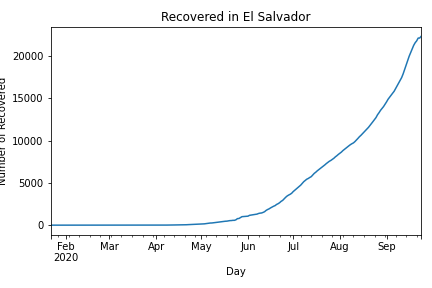 Recovered in El Salvador
Number of Recovered
20000
15000
10000
5000
0
Feb Mar Apr May Jun Jul Aug Sep
2020
Day